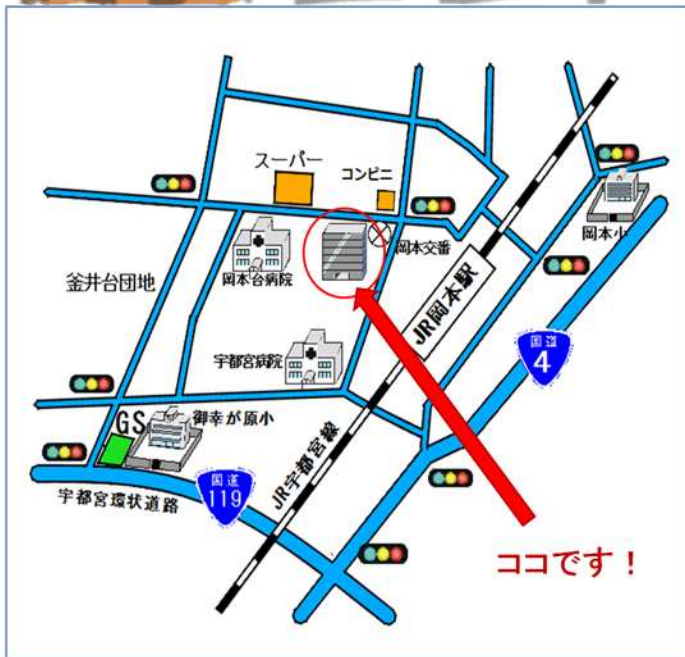 スーパー
コンビニ
岡本小
岡本交番
岡本台病院
釜井台団地
JR岡本駅
国道
4
宇都宮病院
GS
御幸が原小
JR宇都宮線
国道
119
宇都宮環状道路
ココです！